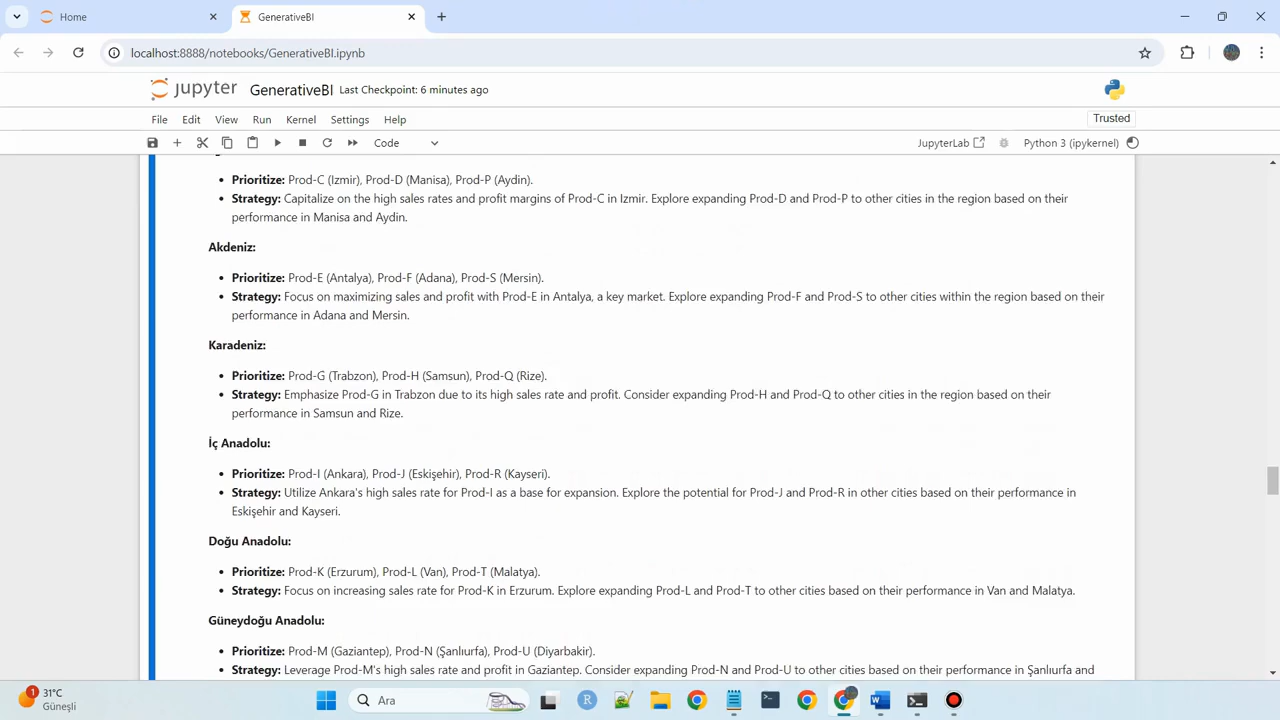 Home
GenerativeBI
localhost:8888/notebooks/GenerativeBI.ipynb
jupyter GenerativeBI Last Checkpoint: 6 minutes ago
File Edit View Run Kernel Settings Help
Trusted
Code
JupyterLab
Python 3 (ipykernel)
• Prioritize: Prod-C (Izmir), Prod-D (Manisa), Prod-P (Aydin).
• Strategy: Capitalize on the high sales rates and profit margins of Prod-C in Izmir. Explore expanding Prod-D and Prod-P to other cities in the region based on their
performance in Manisa and Aydin.
Akdeniz:
• Prioritize: Prod-E (Antalya), Prod-F (Adana), Prod-S (Mersin).
• Strategy: Focus on maximizing sales and profit with Prod-E in Antalya, a key market. Explore expanding Prod-F and Prod-S to other cities within the region based on their
performance in Adana and Mersin.
Karadeniz:
• Prioritize: Prod-G (Trabzon), Prod-H (Samsun), Prod-Q (Rize).
• Strategy: Emphasize Prod-G in Trabzon due to its high sales rate and profit. Consider expanding Prod-H and Prod-Q to other cities in the region based on their
performance in Samsun and Rize.
İç Anadolu:
• Prioritize: Prod-I (Ankara), Prod-J (Eskişehir), Prod-R (Kayseri).
• Strategy: Utilize Ankara's high sales rate for Prod-I as a base for expansion. Explore the potential for Prod-J and Prod-R in other cities based on their performance in
Eskişehir and Kayseri.
Doğu Anadolu:
• Prioritize: Prod-K (Erzurum), Prod-L (Van), Prod-T (Malatya).
• Strategy: Focus on increasing sales rate for Prod-K in Erzurum. Explore expanding Prod-L and Prod-T to other cities based on their performance in Van and Malatya.
Güneydoğu Anadolu:
• Prioritize: Prod-M (Gaziantep), Prod-N (Şanlıurfa), Prod-U (Diyarbakir).
• Strategy: Leverage Prod-M's high sales rate and profit in Gaziantep. Consider expanding Prod-N and Prod-U to other cities based on their performance in Şanlıurfa and
1
31°C
Güneşli
Ara
R
W